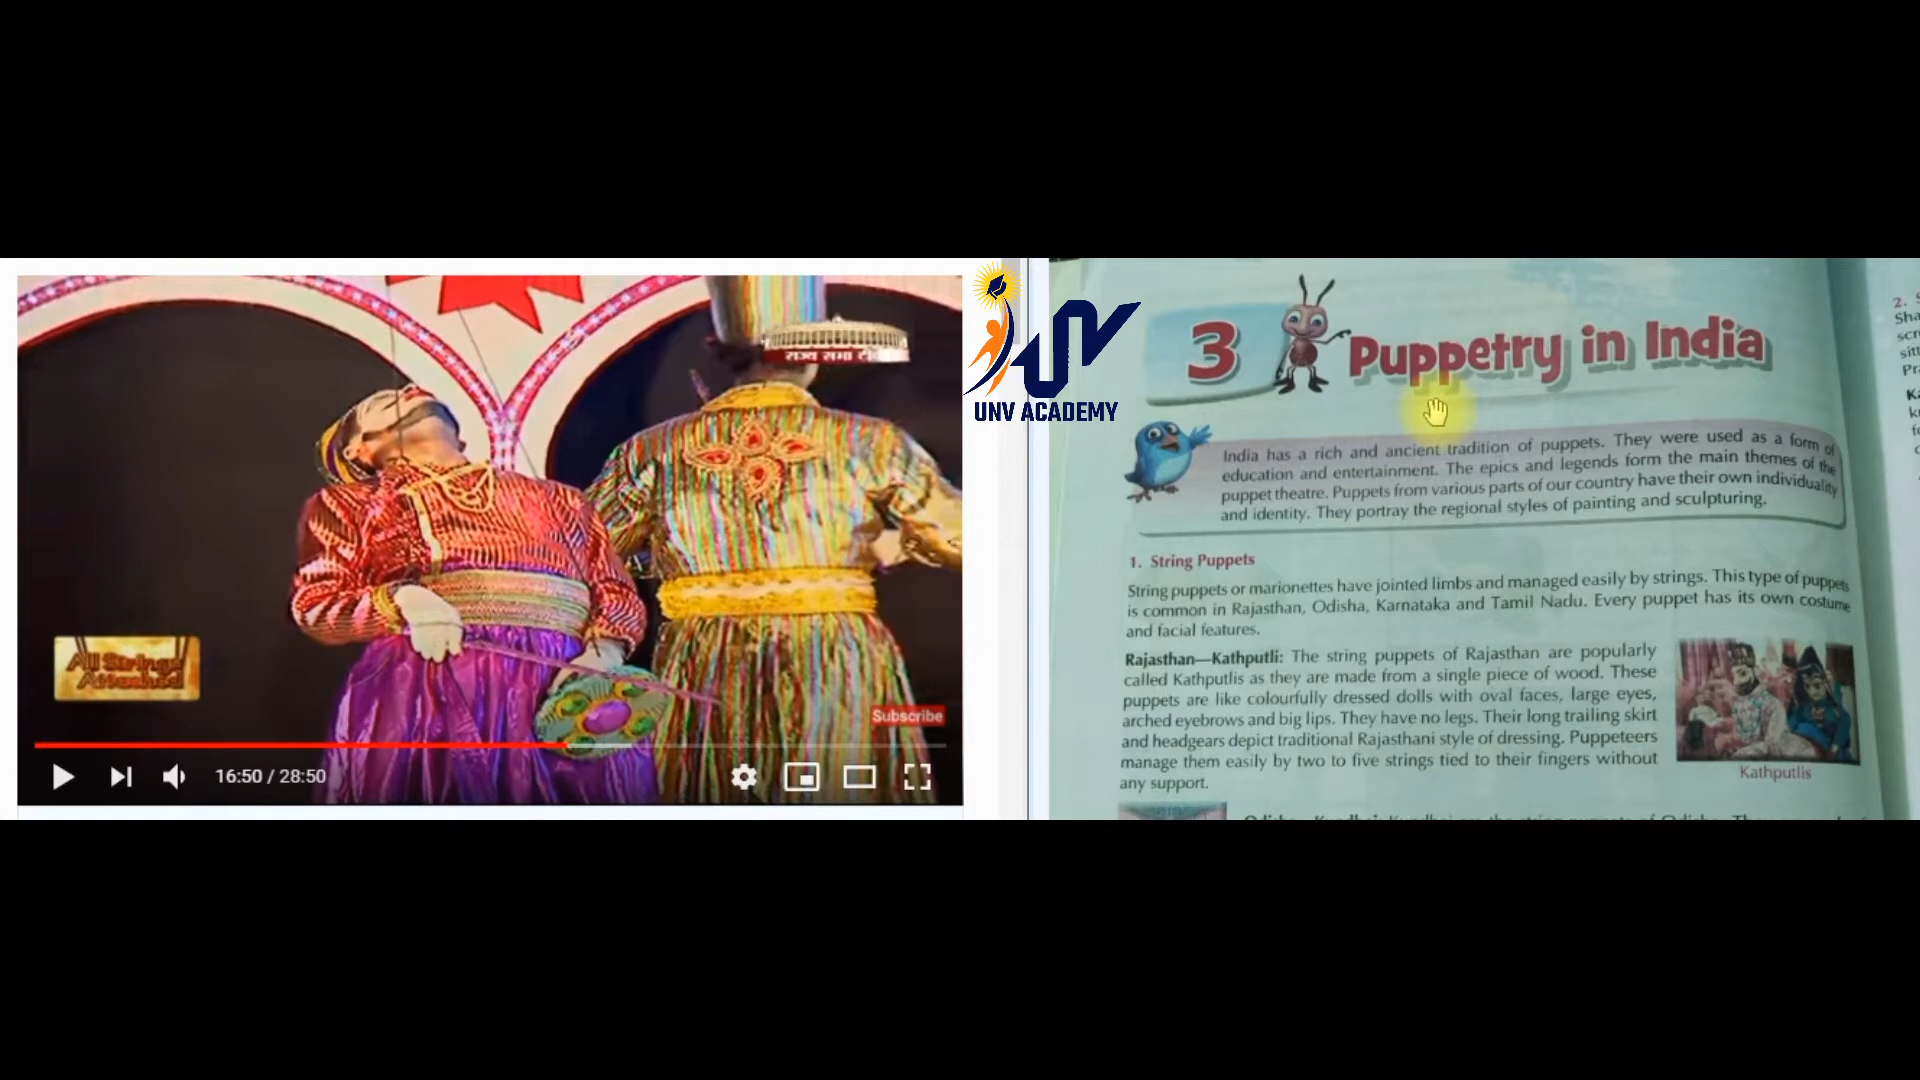 राज्य सभा टी
All Strings
Attached
Subscribe
16:50 / 28:50
UNV ACADEMY
3
Puppetry in India
India has a rich and ancient tradition of puppets. They were used as a form of
education and entertainment. The epics and legends form the main themes of the
puppet theatre. Puppets from various parts of our country have their own individuality
and identity. They portray the regional styles of painting and sculpturing.
1. String Puppets
String puppets or marionettes have jointed limbs and managed easily by strings. This type of puppets
is common in Rajasthan, Odisha, Karnataka and Tamil Nadu. Every puppet has its own costume
and facial features.
Rajasthan—Kathputli: The string puppets of Rajasthan are popularly
called Kathputlis as they are made from a single piece of wood. These
puppets are like colourfully dressed dolls with oval faces, large eyes,
arched eyebrows and big lips. They have no legs. Their long trailing skirt
and headgears depict traditional Rajasthani style of dressing. Puppeteers
manage them easily by two to five strings tied to their fingers without
any support.
Kathputlis
2.
Sha
scr
sitt
Pr